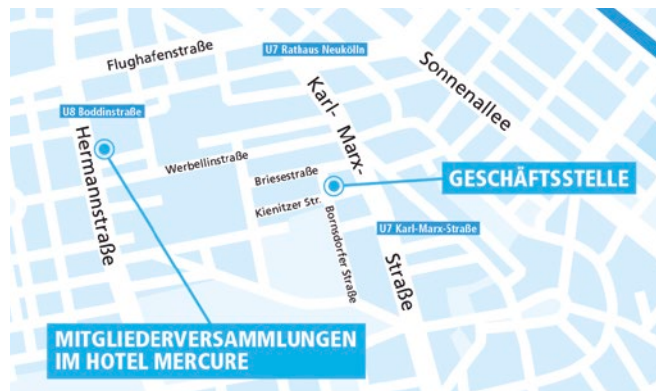 Flughafenstraße
U7 Rathaus Neukölln
Sonnenallee
Karl-
Marx-
U8 Boddinstraße
Hermannstraße
Werbellinstraße
Briesestraße
GESCHÄFTSSTELLE
Kienitzer Str.
Bornsdorfer Straße
U7 Karl-Marx-Straße
Straße
MITGLIEDERVERSAMMLUNGEN
IM HOTEL MERCURE